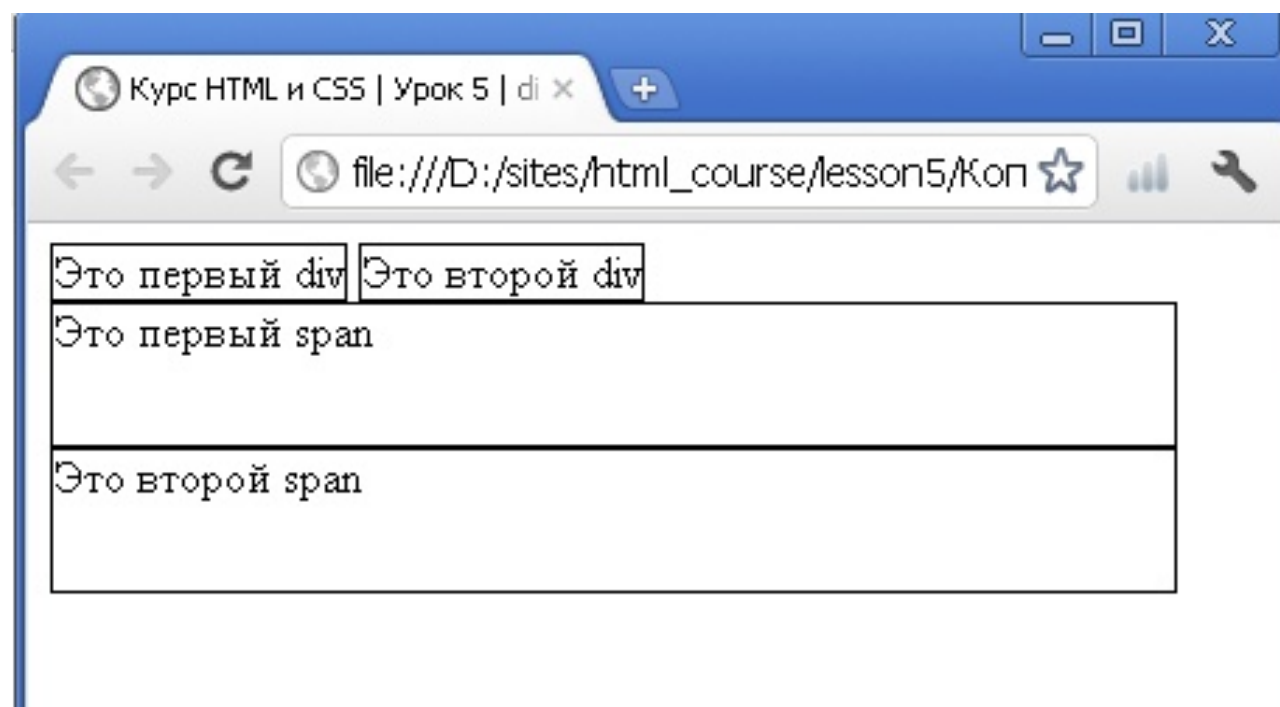 Курс HTML и CSS | Урок 5 | di
file:///D:/sites/html_course/lesson5/Коп
Это первый div Это второй div
Это первый span
Это второй span